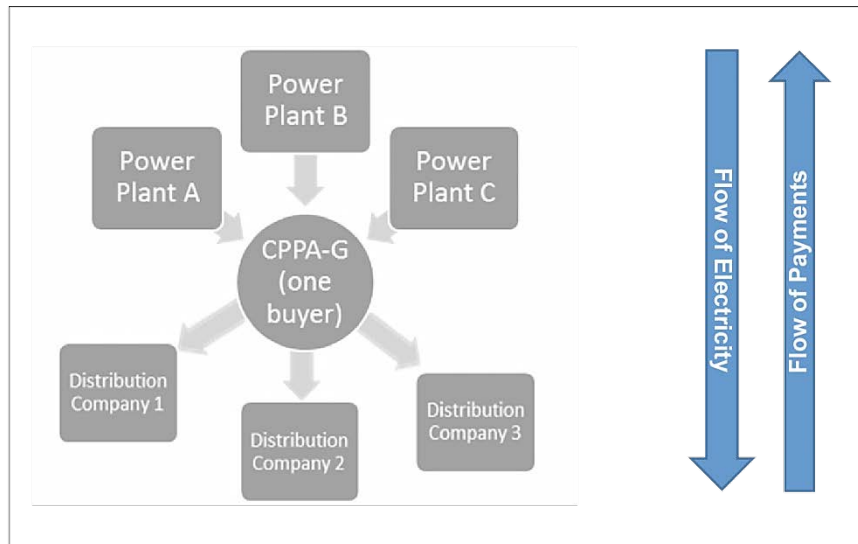 Power
Plant B
Power
Plant A
Power
Plant C
CPPA-G
(one
buyer)
Distribution
Company 1
Distribution
Company 2
Distribution
Company 3
Flow of Electricity
Flow of Payments